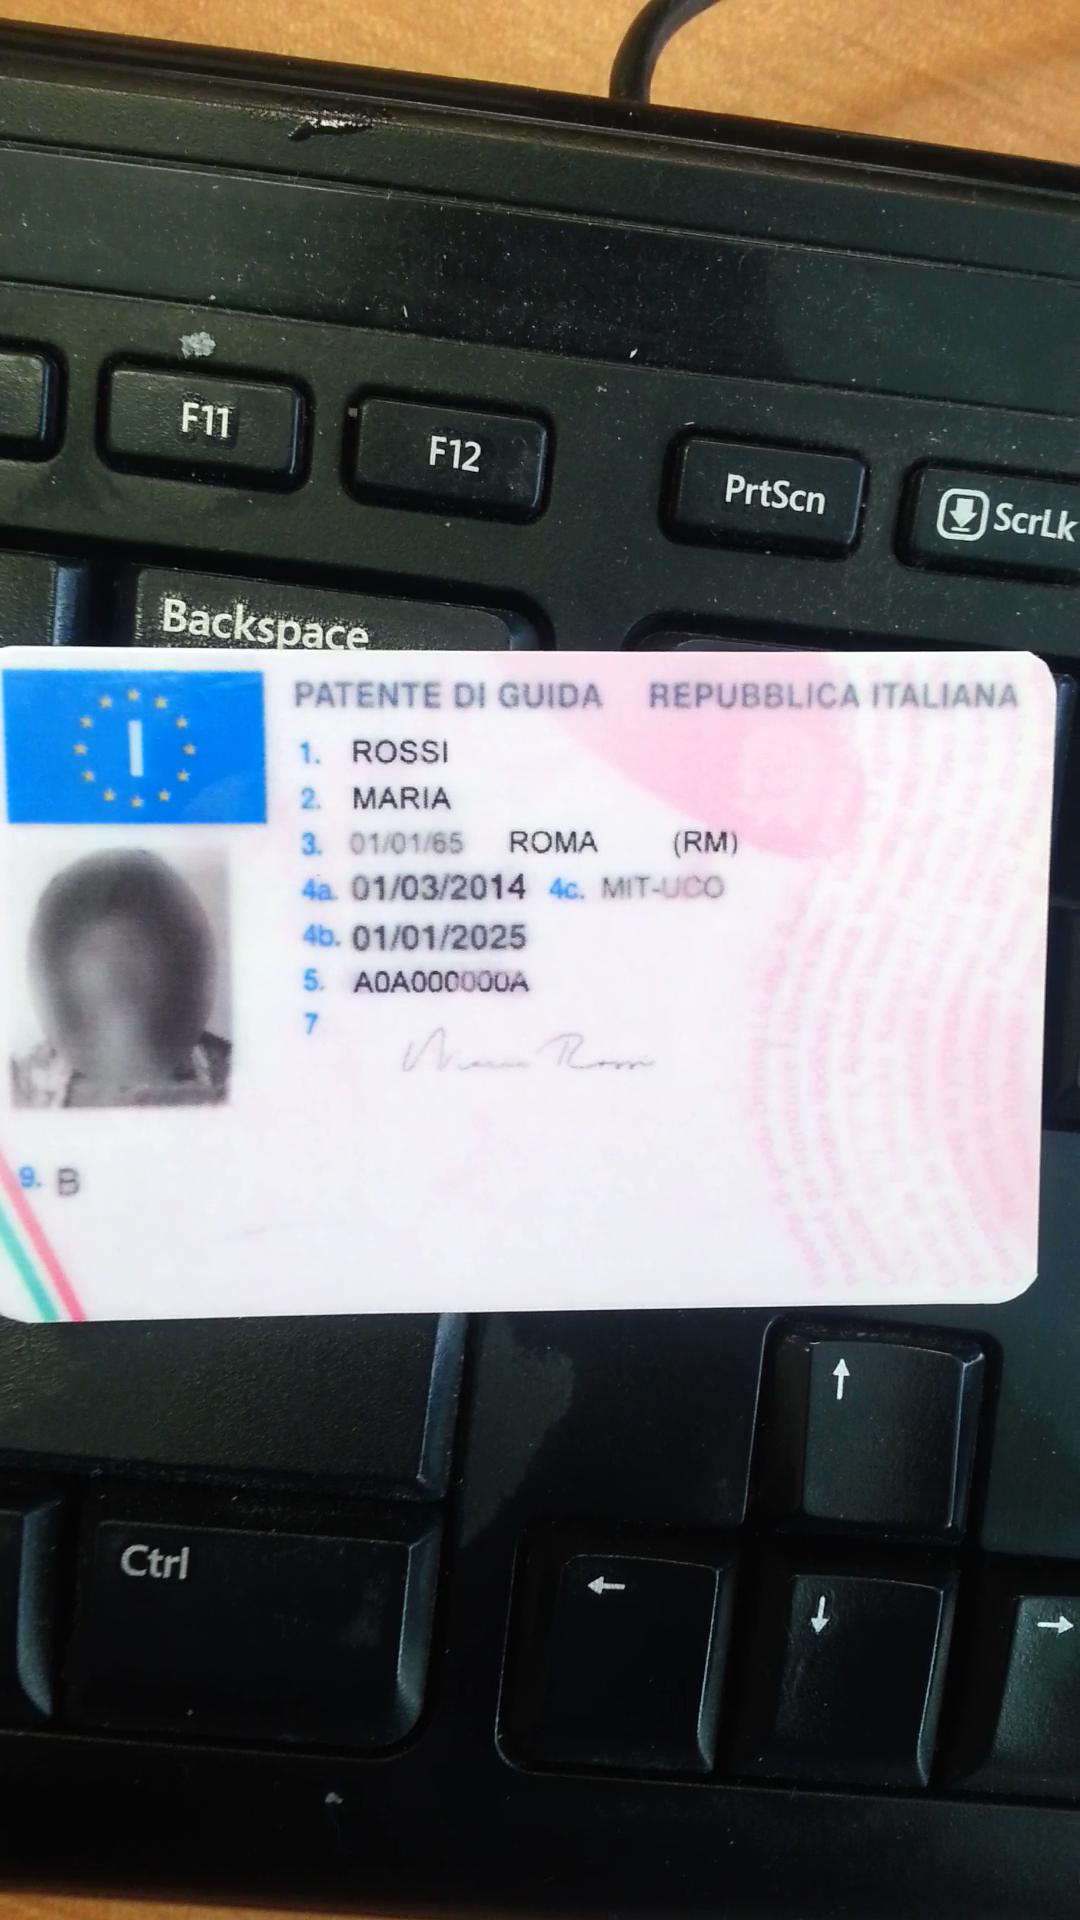 F11
F12
PrtScn
ScrLk
Backspace
I
PATENTE DI GUIDA REPUBBLICA ITALIANA
1. ROSSI
2. MARIA
3. 01/01/65 ROMA (RM)
4a. 01/03/2014 4c. MIT-UCO
4b. 01/01/2025
5. A0A000000A
7
Maria Rossi
9. B
↑
Ctrl
← ↓ →